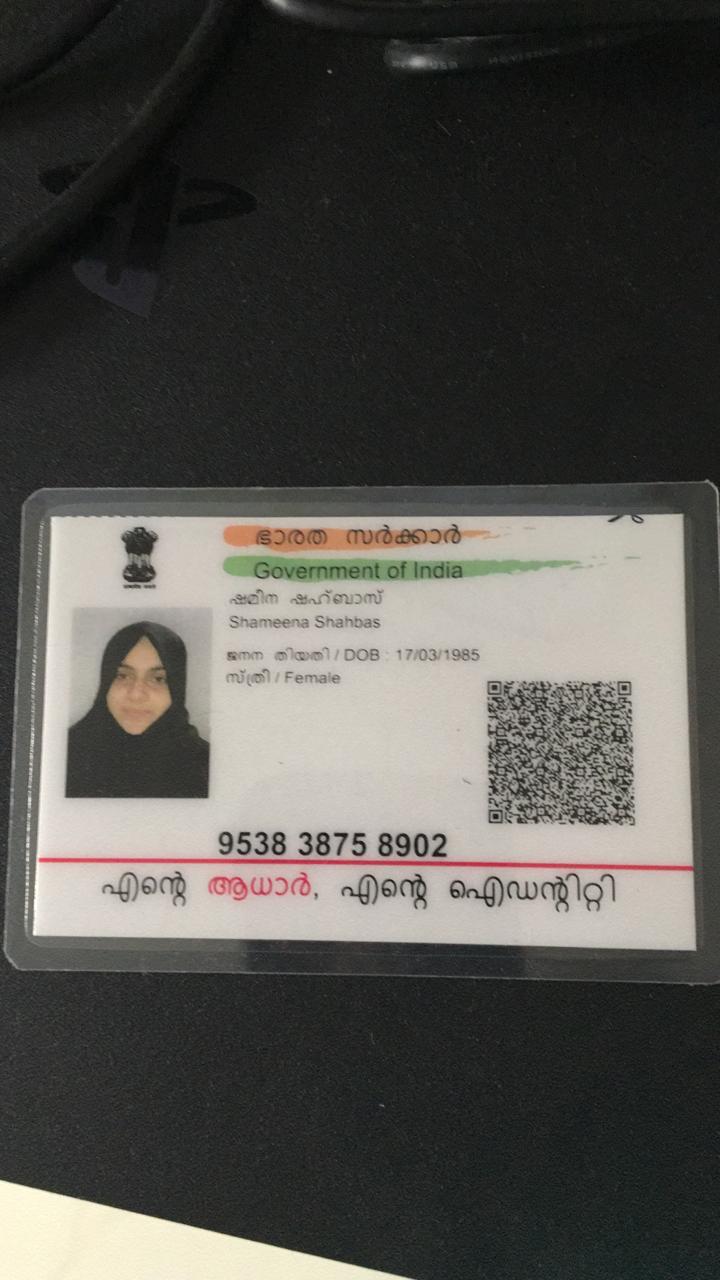 ഭാരത സർക്കാർ
Government of India
ഷമീന ഷഹ്ബാസ്
Shameena Shahbas
ജനന തിയതി / DOB : 17/03/1985
സ്ത്രീ / Female
9538 3875 8902
എന്റെ ആധാർ, എന്റെ ഐഡന്റിറ്റി